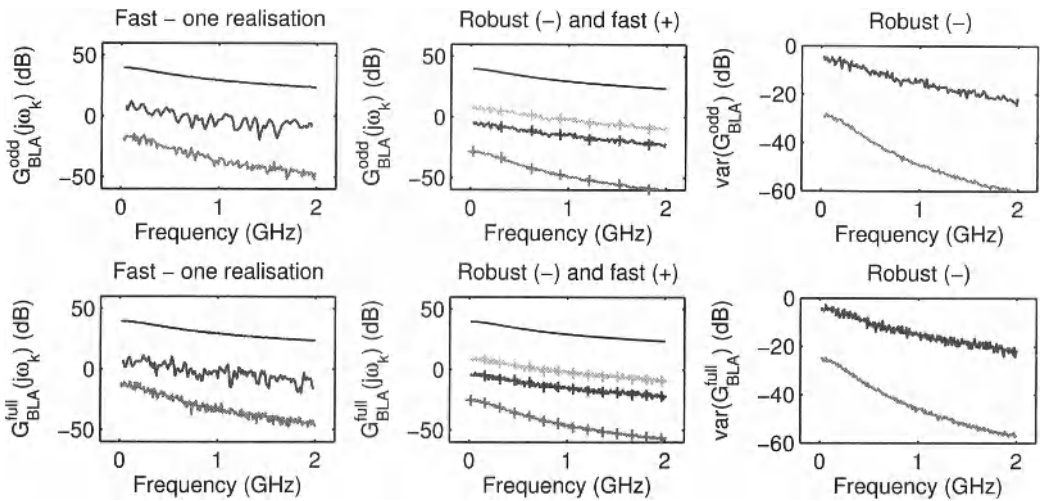 Fast – one realisation
Robust (–) and fast (+)
Robust (–)
G^odd_BLA(jω_k) (dB)
50
0
−50
0
1
2
Frequency (GHz)
G^odd_BLA(jω_k) (dB)
50
0
−50
0
1
2
Frequency (GHz)
var(G^odd_BLA) (dB)
0
−20
−40
−60
0
1
2
Frequency (GHz)
Fast – one realisation
Robust (–) and fast (+)
Robust (–)
G^full_BLA(jω_k) (dB)
50
0
−50
0
1
2
Frequency (GHz)
G^full_BLA(jω_k) (dB)
50
0
−50
0
1
2
Frequency (GHz)
var(G^full_BLA) (dB)
0
−20
−40
−60
0
1
2
Frequency (GHz)